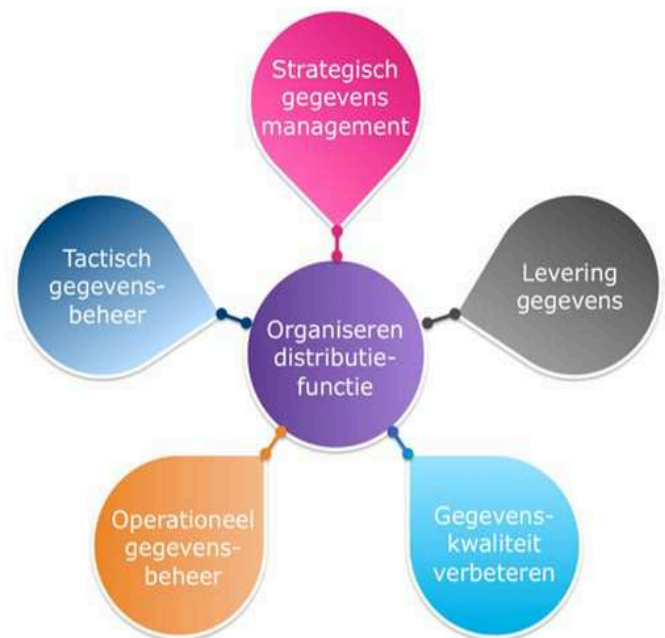 Strategisch
gegevens
management
Tactisch
gegevens-
beheer
Levering
gegevens
Organiseren
distributie-
functie
Operationeel
gegevens-
beheer
Gegevens-
kwaliteit
verbeteren